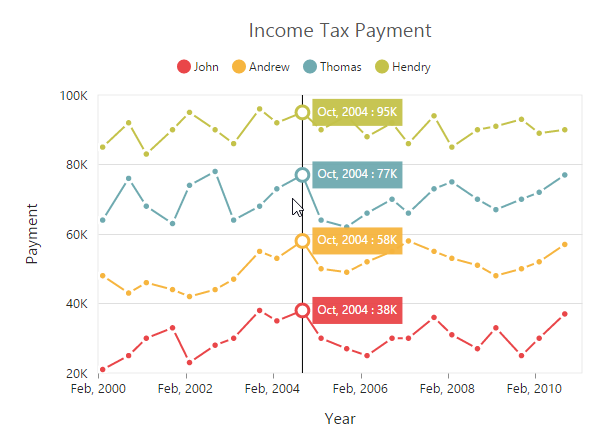 Income Tax Payment
John Andrew Thomas Hendry
100K
80K
60K
40K
20K
Payment
Oct, 2004 : 95K
Oct, 2004 : 77K
Oct, 2004 : 58K
Oct, 2004 : 38K
Feb, 2000 Feb, 2002 Feb, 2004 Feb, 2006 Feb, 2008 Feb, 2010
Year